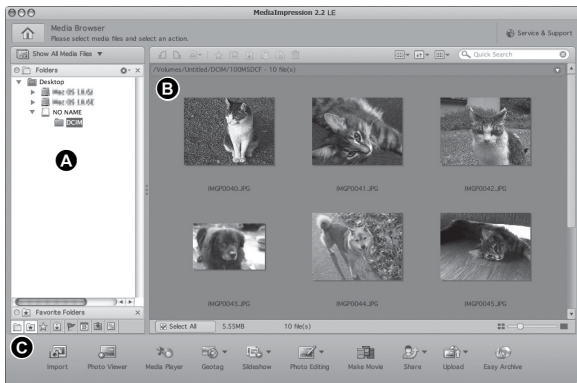 MediaImpression 2.2 LE
Media Browser
Please select media files and select an action.
Service & Support
Show All Media Files
Quick Search
Folders
/Volumes/Untitled/DCIM/100MSDCF - 10 file(s)
Desktop
NO NAME
DCIM
A
B
IMGP0040.JPG
IMGP0041.JPG
IMGP0042.JPG
IMGP0043.JPG
IMGP0044.JPG
IMGP0045.JPG
Favorite Folders
Select All
5.55MB
10 file(s)
C
Import
Photo Viewer
Media Player
Geotag
Slideshow
Photo Editing
Make Movie
Share
Upload
Easy Archive